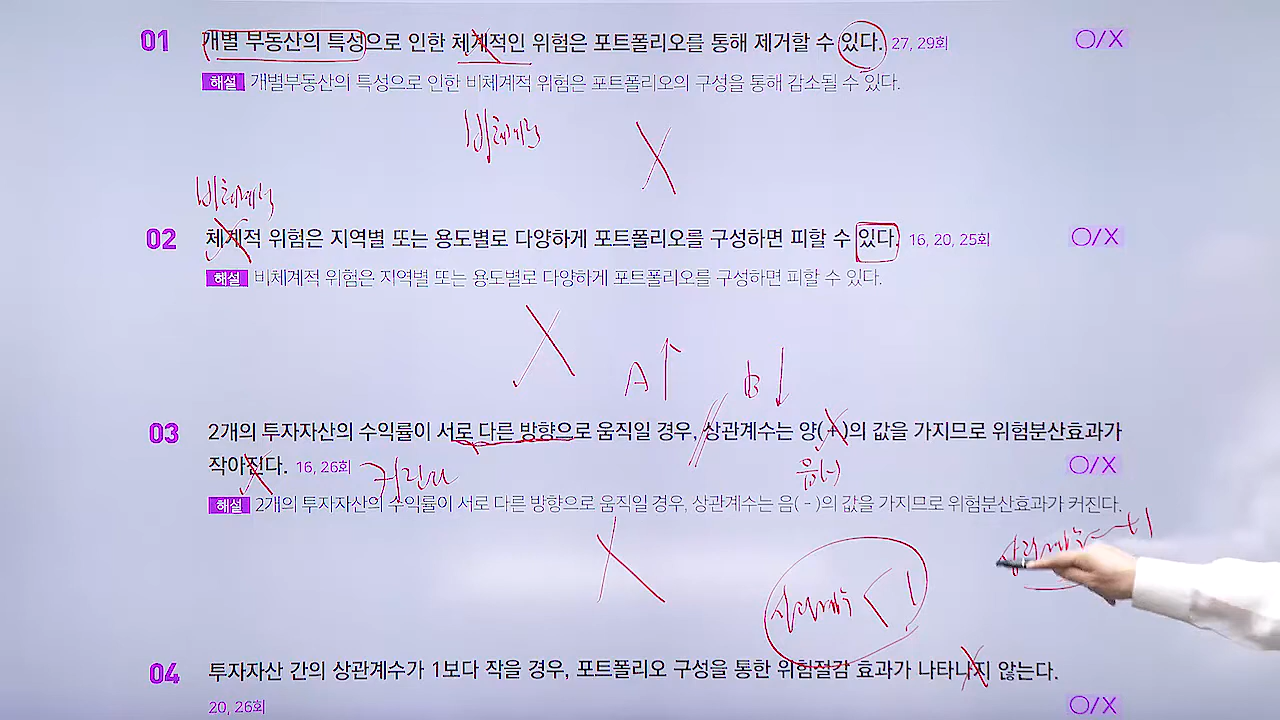 01 개별 부동산의 특성으로 인한 체계적인 위험은 포트폴리오를 통해 제거할 수 있다. 27, 29회 O/X
해설 개별부동산의 특성으로 인한 비체계적 위험은 포트폴리오의 구성을 통해 감소될 수 있다.
비체계적
X
비체계적
02 체계적 위험은 지역별 또는 용도별로 다양하게 포트폴리오를 구성하면 피할 수 있다. 16, 20, 25회 O/X
해설 비체계적 위험은 지역별 또는 용도별로 다양하게 포트폴리오를 구성하면 피할 수 있다.
X
A↑ B↓
03 2개의 투자자산의 수익률이 서로 다른 방향으로 움직일 경우, 상관계수는 양(+)의 값을 가지므로 위험분산효과가
작아진다. 16, 26회 커진다 음(-) O/X
해설 2개의 투자자산의 수익률이 서로 다른 방향으로 움직일 경우, 상관계수는 음(-)의 값을 가지므로 위험분산효과가 커진다.
X
상관계수 < 1
상관계수 +1
04 투자자산 간의 상관계수가 1보다 작을 경우, 포트폴리오 구성을 통한 위험절감 효과가 나타나지 않는다.
20, 26회 O/X